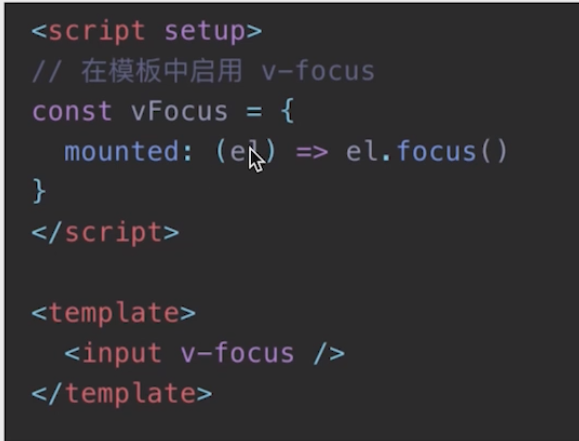 <script setup>
// 在模板中启用 v-focus
const vFocus = {
  mounted: (el) => el.focus()
}
</script>

<template>
  <input v-focus />
</template>